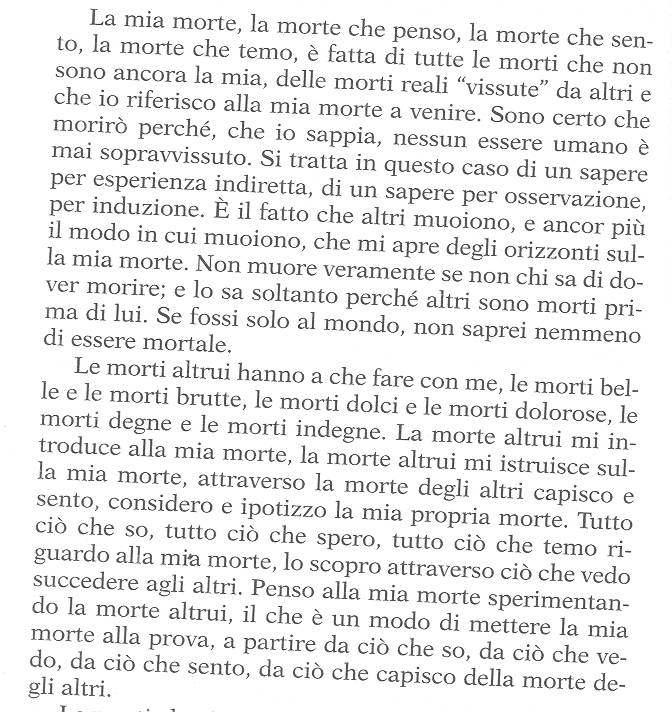 La mia morte, la morte che penso, la morte che sen-
to, la morte che temo, è fatta di tutte le morti che non
sono ancora la mia, delle morti reali “vissute” da altri e
che io riferisco alla mia morte a venire. Sono certo che
morirò perché, che io sappia, nessun essere umano è
mai sopravvissuto. Si tratta in questo caso di un sapere
per esperienza indiretta, di un sapere per osservazione,
per induzione. È il fatto che altri muoiono, e ancor più
il modo in cui muoiono, che mi apre degli orizzonti sul-
la mia morte. Non muore veramente se non chi sa di do-
ver morire; e lo sa soltanto perché altri sono morti pri-
ma di lui. Se fossi solo al mondo, non saprei nemmeno
di essere mortale.
Le morti altrui hanno a che fare con me, le morti bel-
le e le morti brutte, le morti dolci e le morti dolorose, le
morti degne e le morti indegne. La morte altrui mi in-
troduce alla mia morte, la morte altrui mi istruisce sul-
la mia morte, attraverso la morte degli altri capisco e
sento, considero e ipotizzo la mia propria morte. Tutto
ciò che so, tutto ciò che spero, tutto ciò che temo ri-
guardo alla mia morte, lo scopro attraverso ciò che vedo
succedere agli altri. Penso alla mia morte sperimentan-
do la morte altrui, il che è un modo di mettere la mia
morte alla prova, a partire da ciò che so, da ciò che ve-
do, da ciò che sento, da ciò che capisco della morte de-
gli altri.